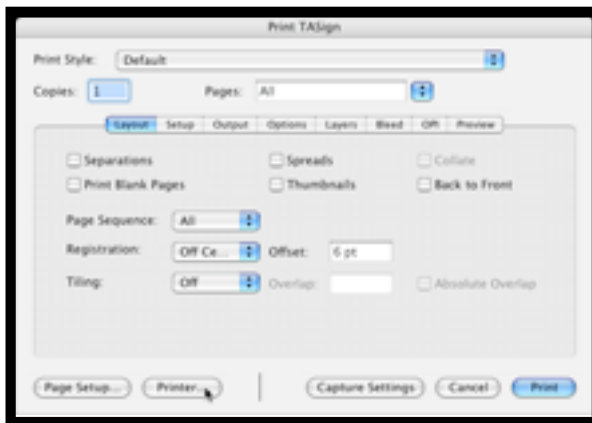 Print TASign
Print Style: Default
Copies: 1 Pages: All
Layout Setup Output Options Layers Bleed OPI Preview
Separations Spreads Collate
Print Blank Pages Thumbnails Back to Front
Page Sequence: All
Registration: Off Ce... Offset: 6 pt
Tiling: Off Overlap: Absolute Overlap
Page Setup... Printer... Capture Settings Cancel Print